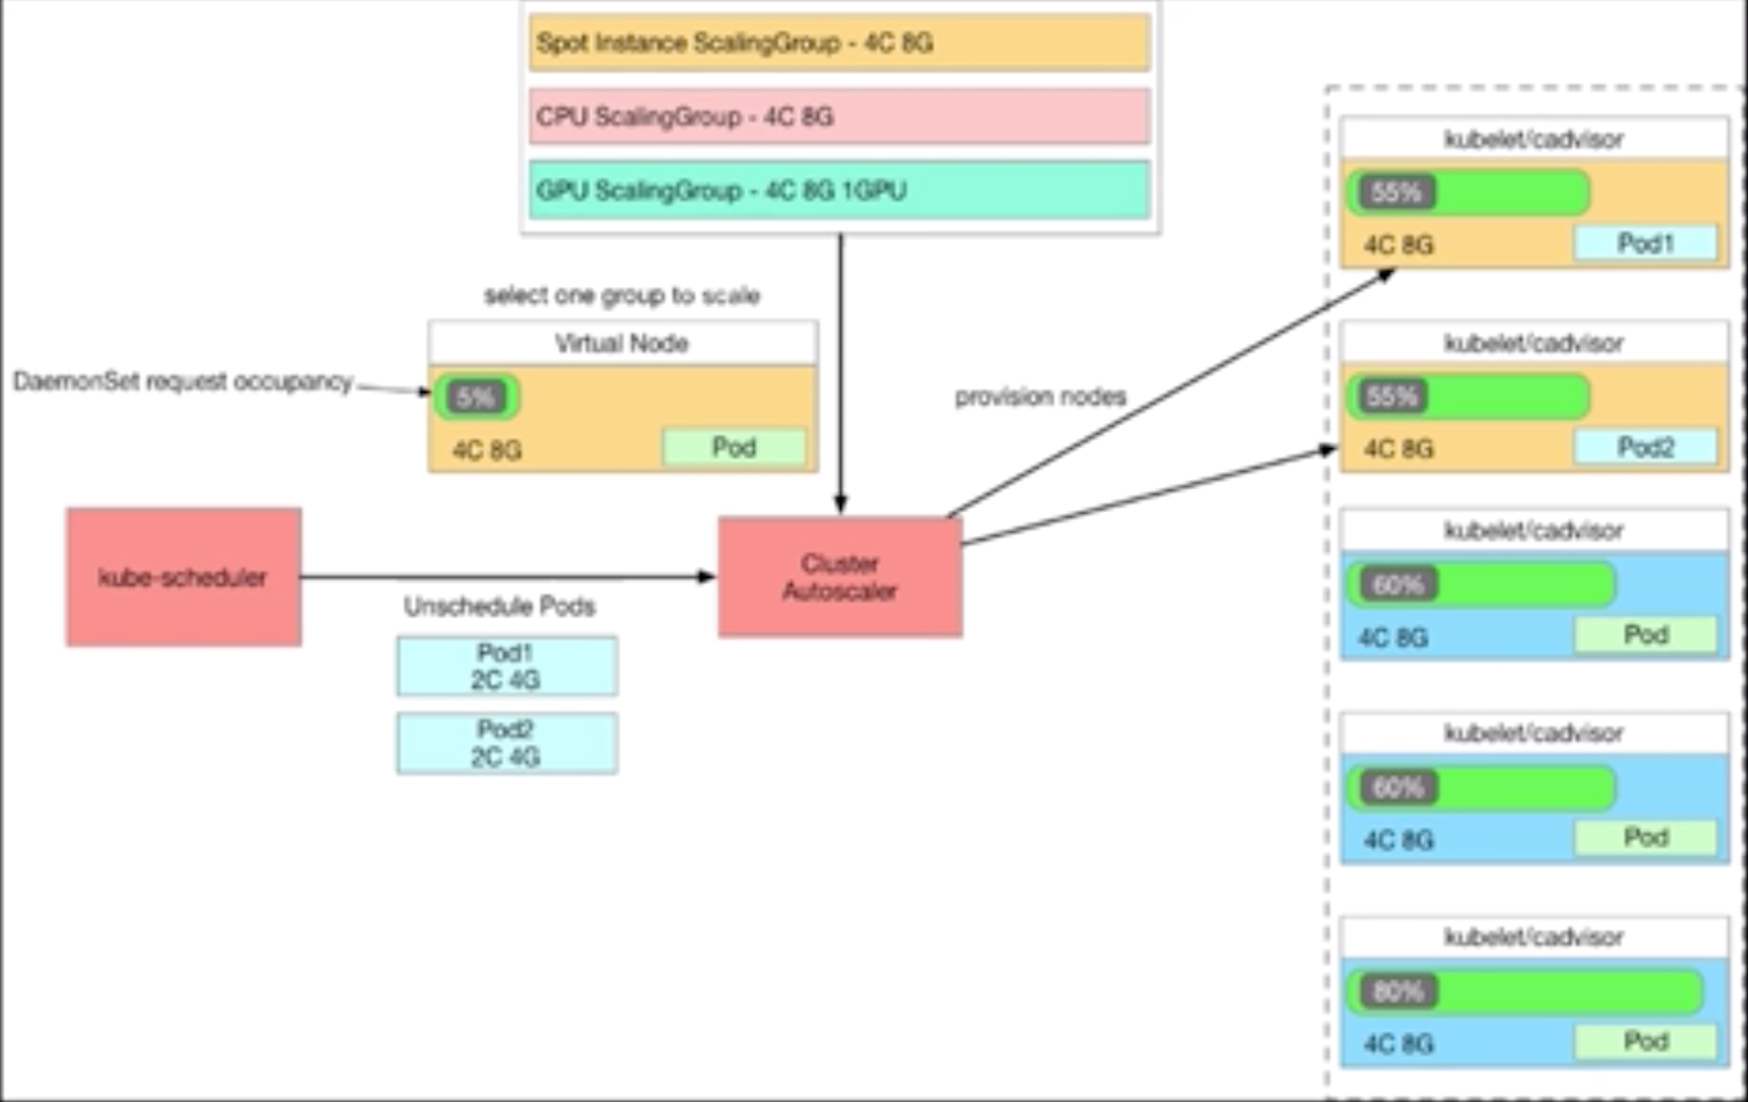 Spot Instance ScalingGroup - 4C 8G
CPU ScalingGroup - 4C 8G
GPU ScalingGroup - 4C 8G 1GPU
select one group to scale
Virtual Node
DaemonSet request occupancy
5%
4C 8G
Pod
kube-scheduler
Unschedule Pods
Pod1
2C 4G
Pod2
2C 4G
Cluster
Autoscaler
provision nodes
kubelet/cadvisor
55%
4C 8G
Pod1
kubelet/cadvisor
55%
4C 8G
Pod2
kubelet/cadvisor
60%
4C 8G
Pod
kubelet/cadvisor
60%
4C 8G
Pod
kubelet/cadvisor
80%
4C 8G
Pod